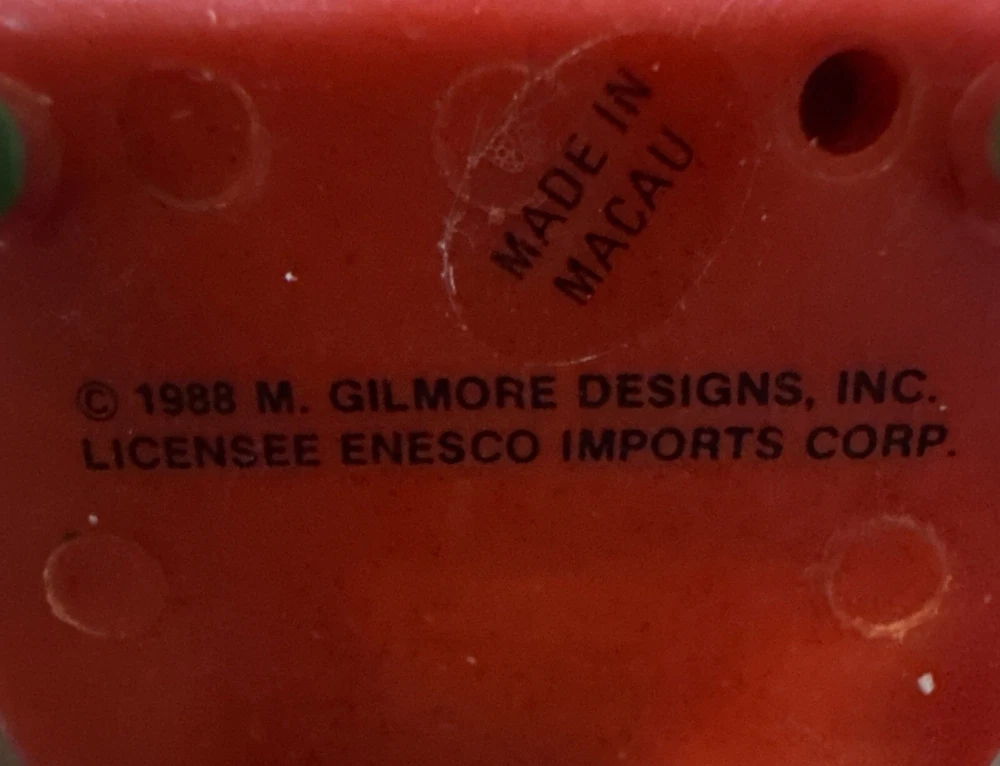 MADE IN
MACAU
© 1988 M. GILMORE DESIGNS, INC.
LICENSEE ENESCO IMPORTS CORP.